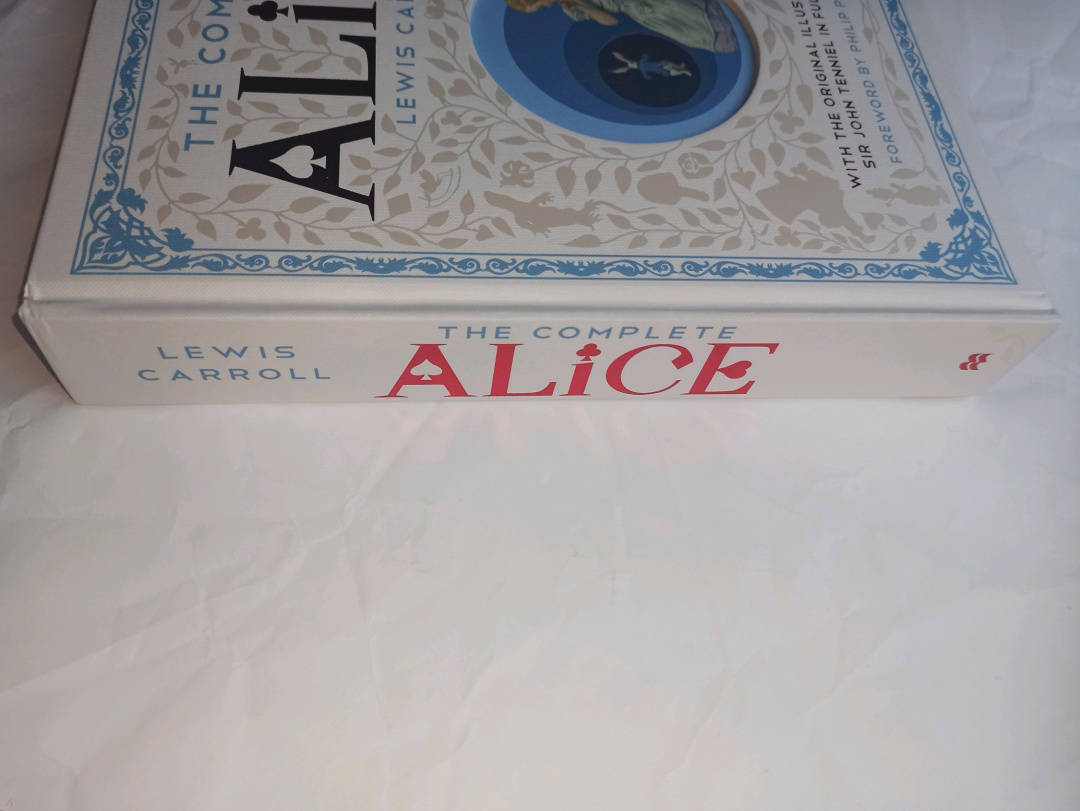 THE COM
ALi
LEWIS CA
WITH THE ORIGINAL ILLUS
SIR JOHN TENNIEL IN FU
FOREWORD BY PHILIP P
LEWIS
CARROLL
THE COMPLETE
ALiCE